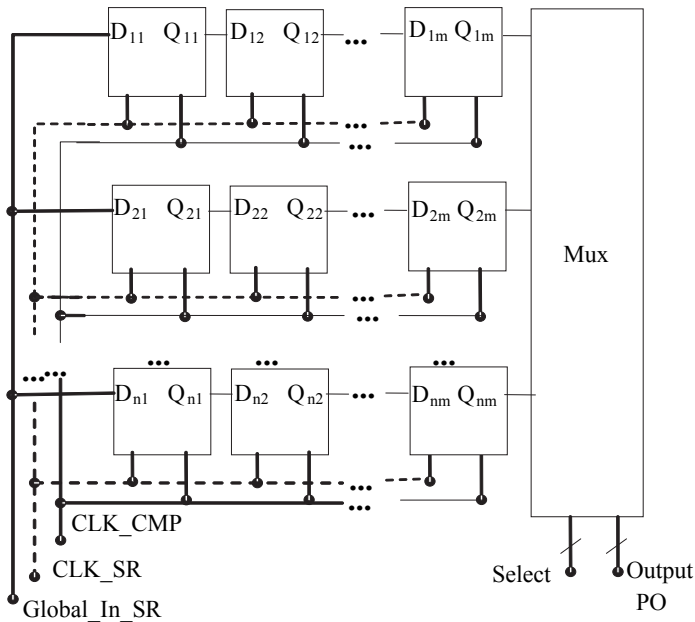 D11 Q11 D12 Q12 ... D1m Q1m
...
...
D21 Q21 D22 Q22 ... D2m Q2m
Mux
...
...
... ... ... ... ...
Dn1 Qn1 Dn2 Qn2 ... Dnm Qnm
...
...
CLK_CMP
CLK_SR
Select Output
PO
Global_In_SR